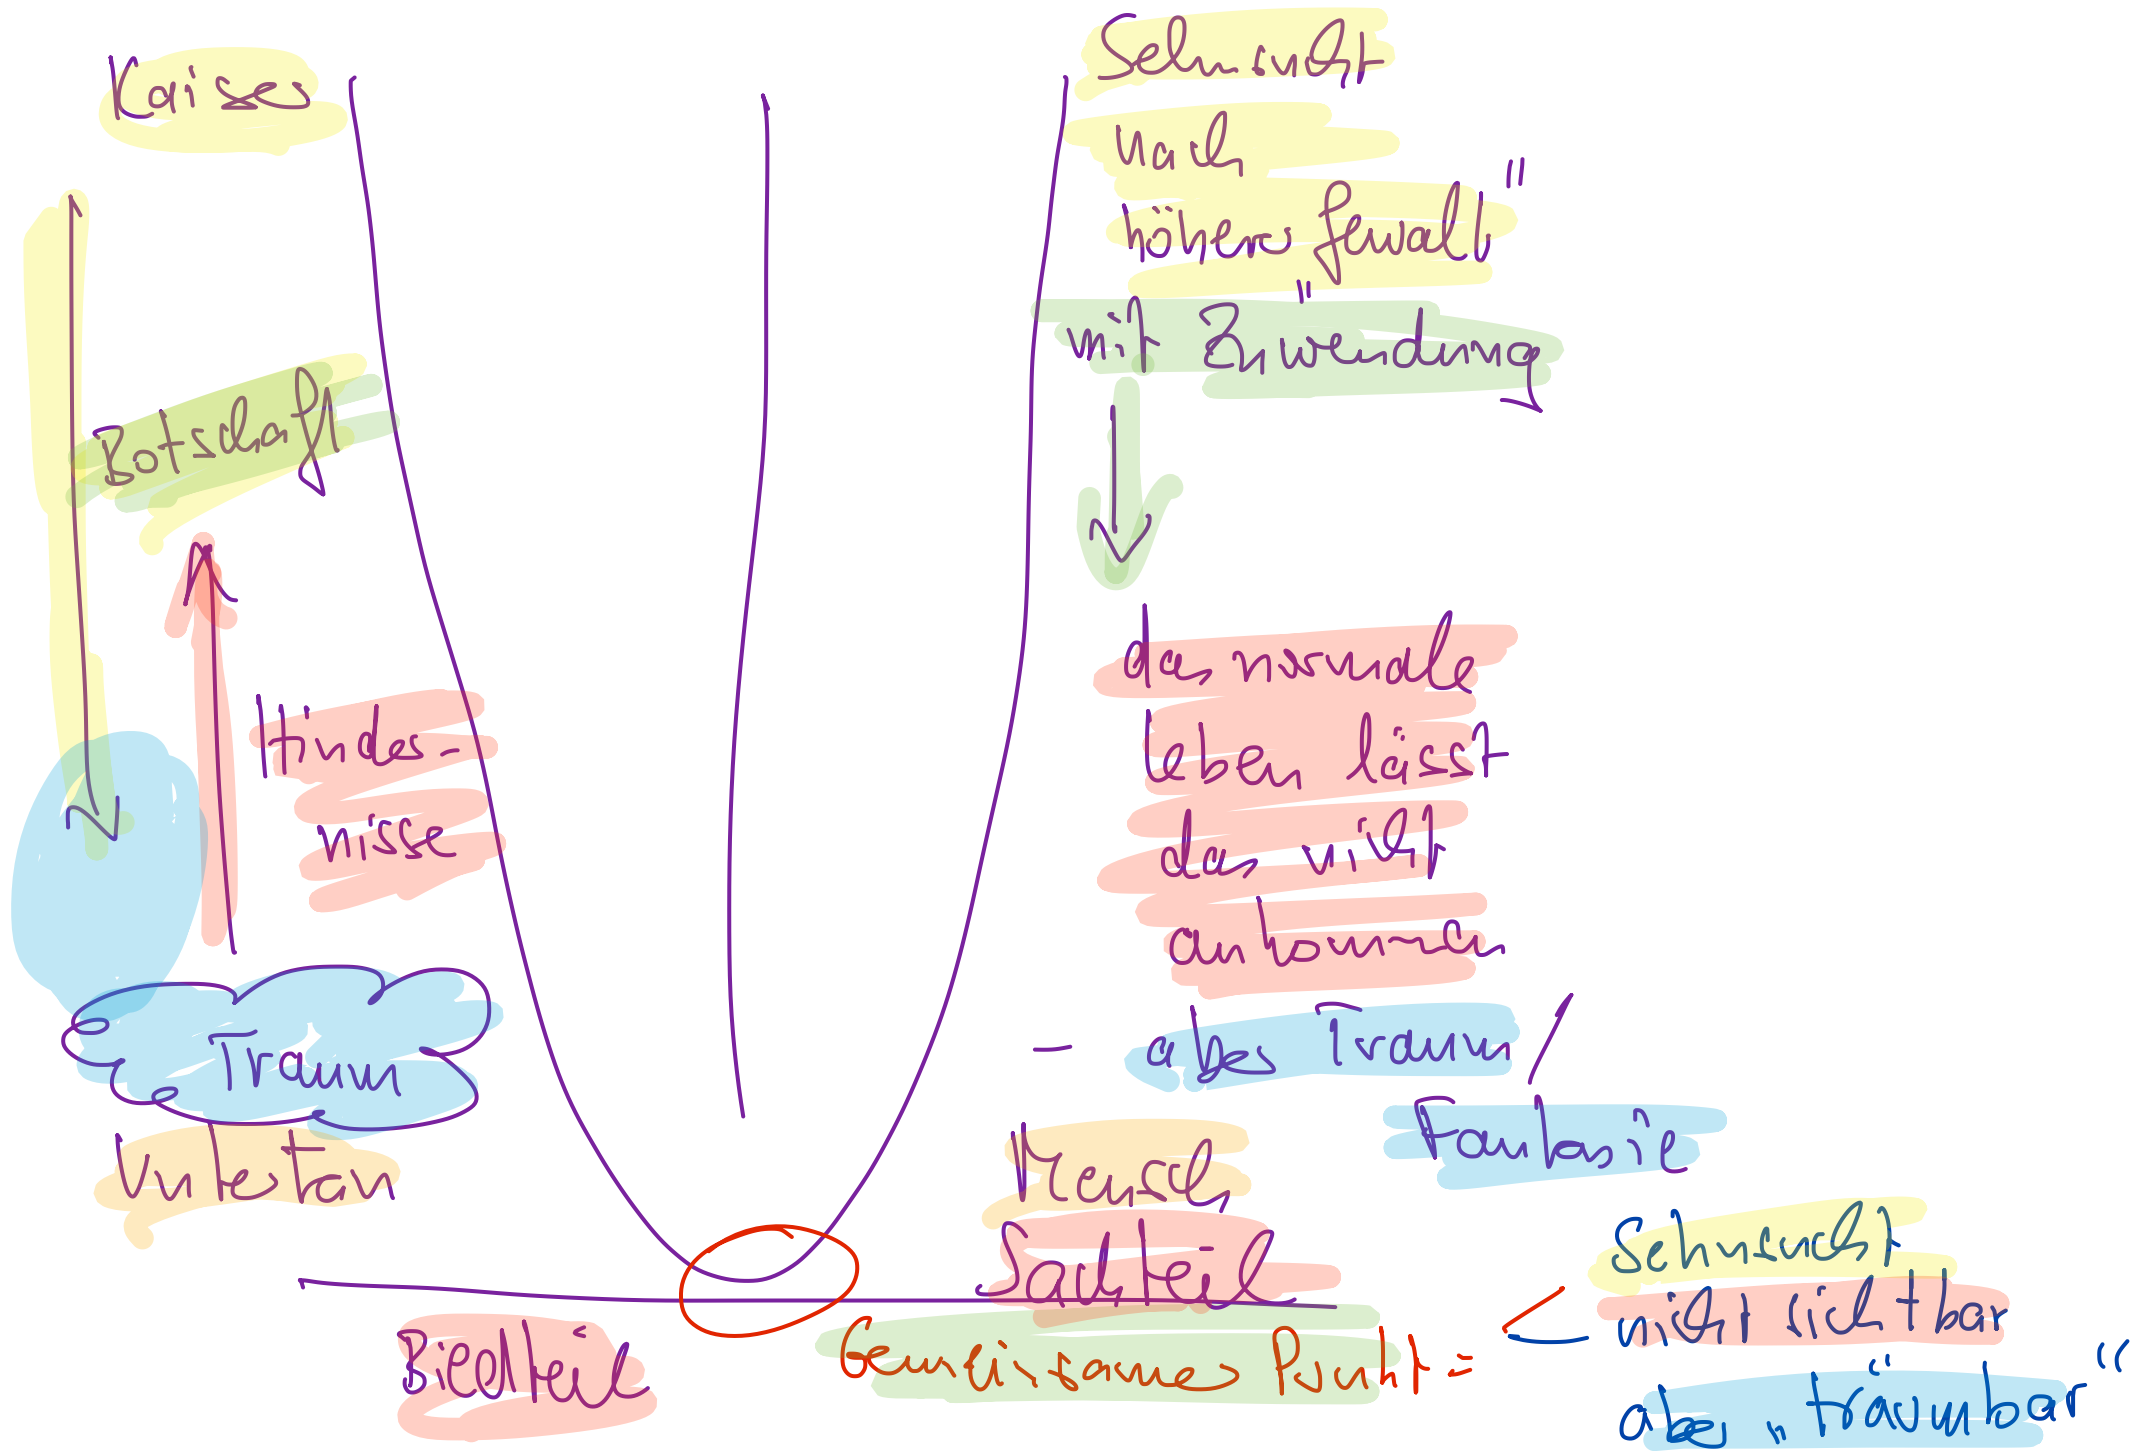 Kaiser
Botschaft
Hinder-
nisse
Traum
Untertan
Bildteil
Sehnsucht
nach
höherer Gewalt"
mit "Zuwendung
das normale
Leben lässt
das nicht
ankommen
- aber Traum/
Fantasie
Mensch
Sachteil
Gemeinsamer Punkt =
< Sehnsucht
nicht sichtbar
aber „träumbar“